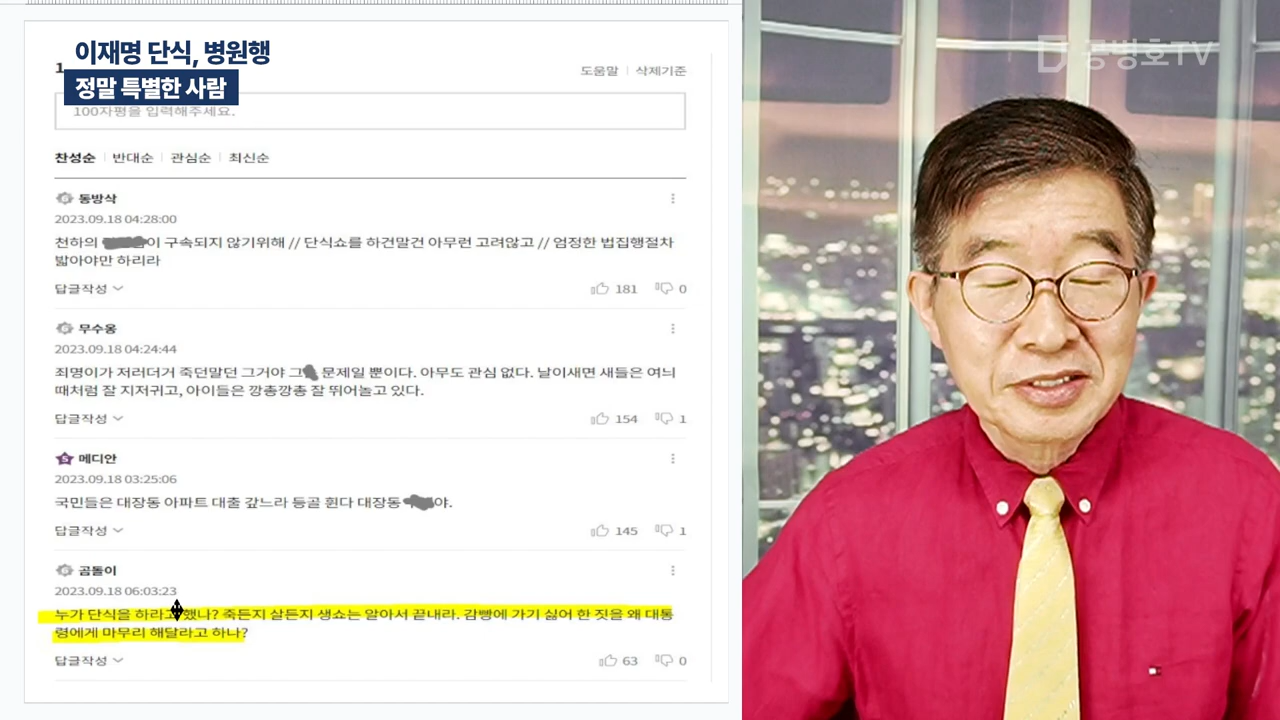 이재명 단식, 병원행
정말 특별한 사람
공병호TV
1
도움말 | 삭제기준
100자평을 입력해주세요.
찬성순 | 반대순 | 관심순 | 최신순
동방삭
2023.09.18 04:28:00
천하의 이 구속되지 않기위해 // 단식쇼를 하건말건 아무런 고려않고 // 엄정한 법집행절차
밟아야만 하리라
답글작성 181 0
무수옹
2023.09.18 04:24:44
죄명이가 저러더거 죽던말던 그거야 그 문제일 뿐이다. 아무도 관심 없다. 날이새면 새들은 여늬
때처럼 잘 지저귀고, 아이들은 깡총깡총 잘 뛰어놀고 있다.
답글작성 154 1
메디안
2023.09.18 03:25:06
국민들은 대장동 아파트 대출 갚느라 등골 휜다 대장동 야.
답글작성 145 1
곰돌이
2023.09.18 06:03:23
누가 단식을 하라고 했나? 죽든지 살든지 생쇼는 알아서 끝내라. 감빵에 가기 싫어 한 짓을 왜 대통
령에게 마무리 해달라고 하나?
답글작성 63 0